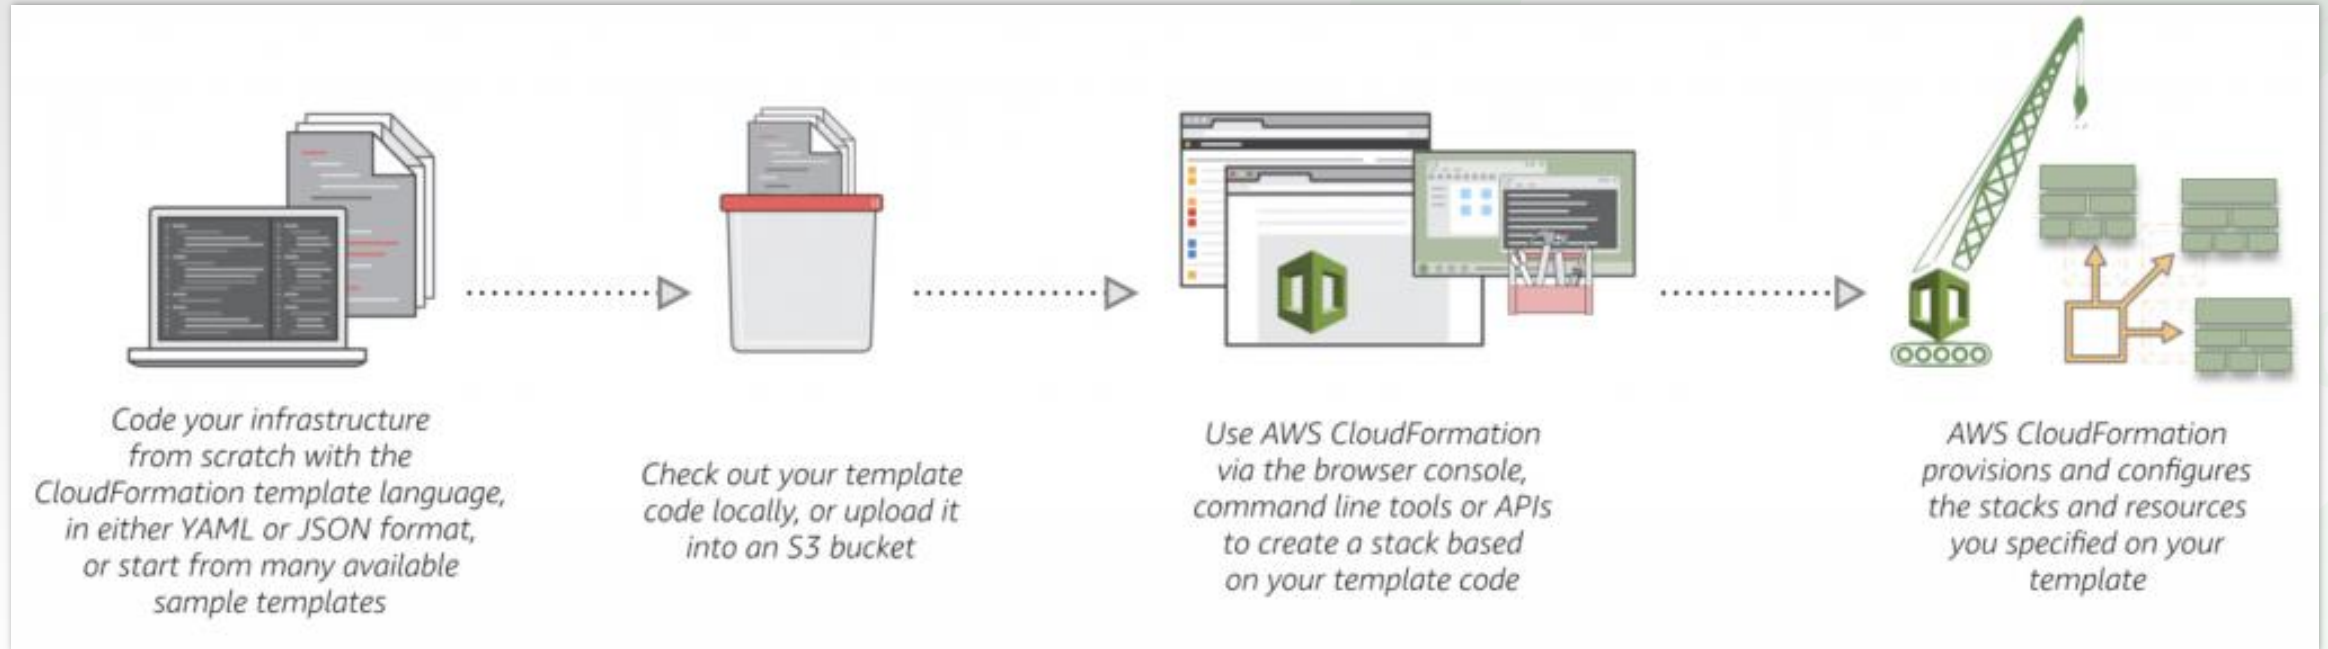 Code your infrastructure
from scratch with the
CloudFormation template language,
in either YAML or JSON format,
or start from many available
sample templates
Check out your template
code locally, or upload it
into an S3 bucket
Use AWS CloudFormation
via the browser console,
command line tools or APIs
to create a stack based
on your template code
AWS CloudFormation
provisions and configures
the stacks and resources
you specified on your
template